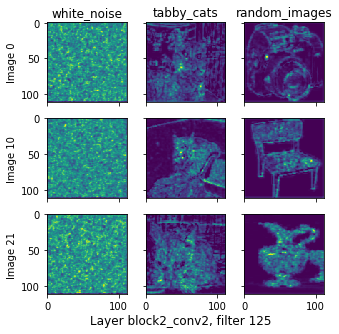 white_noise tabby_cats random_images
Image 0
0
50
100
Image 10
0
50
100
Image 21
0
50
100
0 100 0 100 0 100
Layer block2_conv2, filter 125